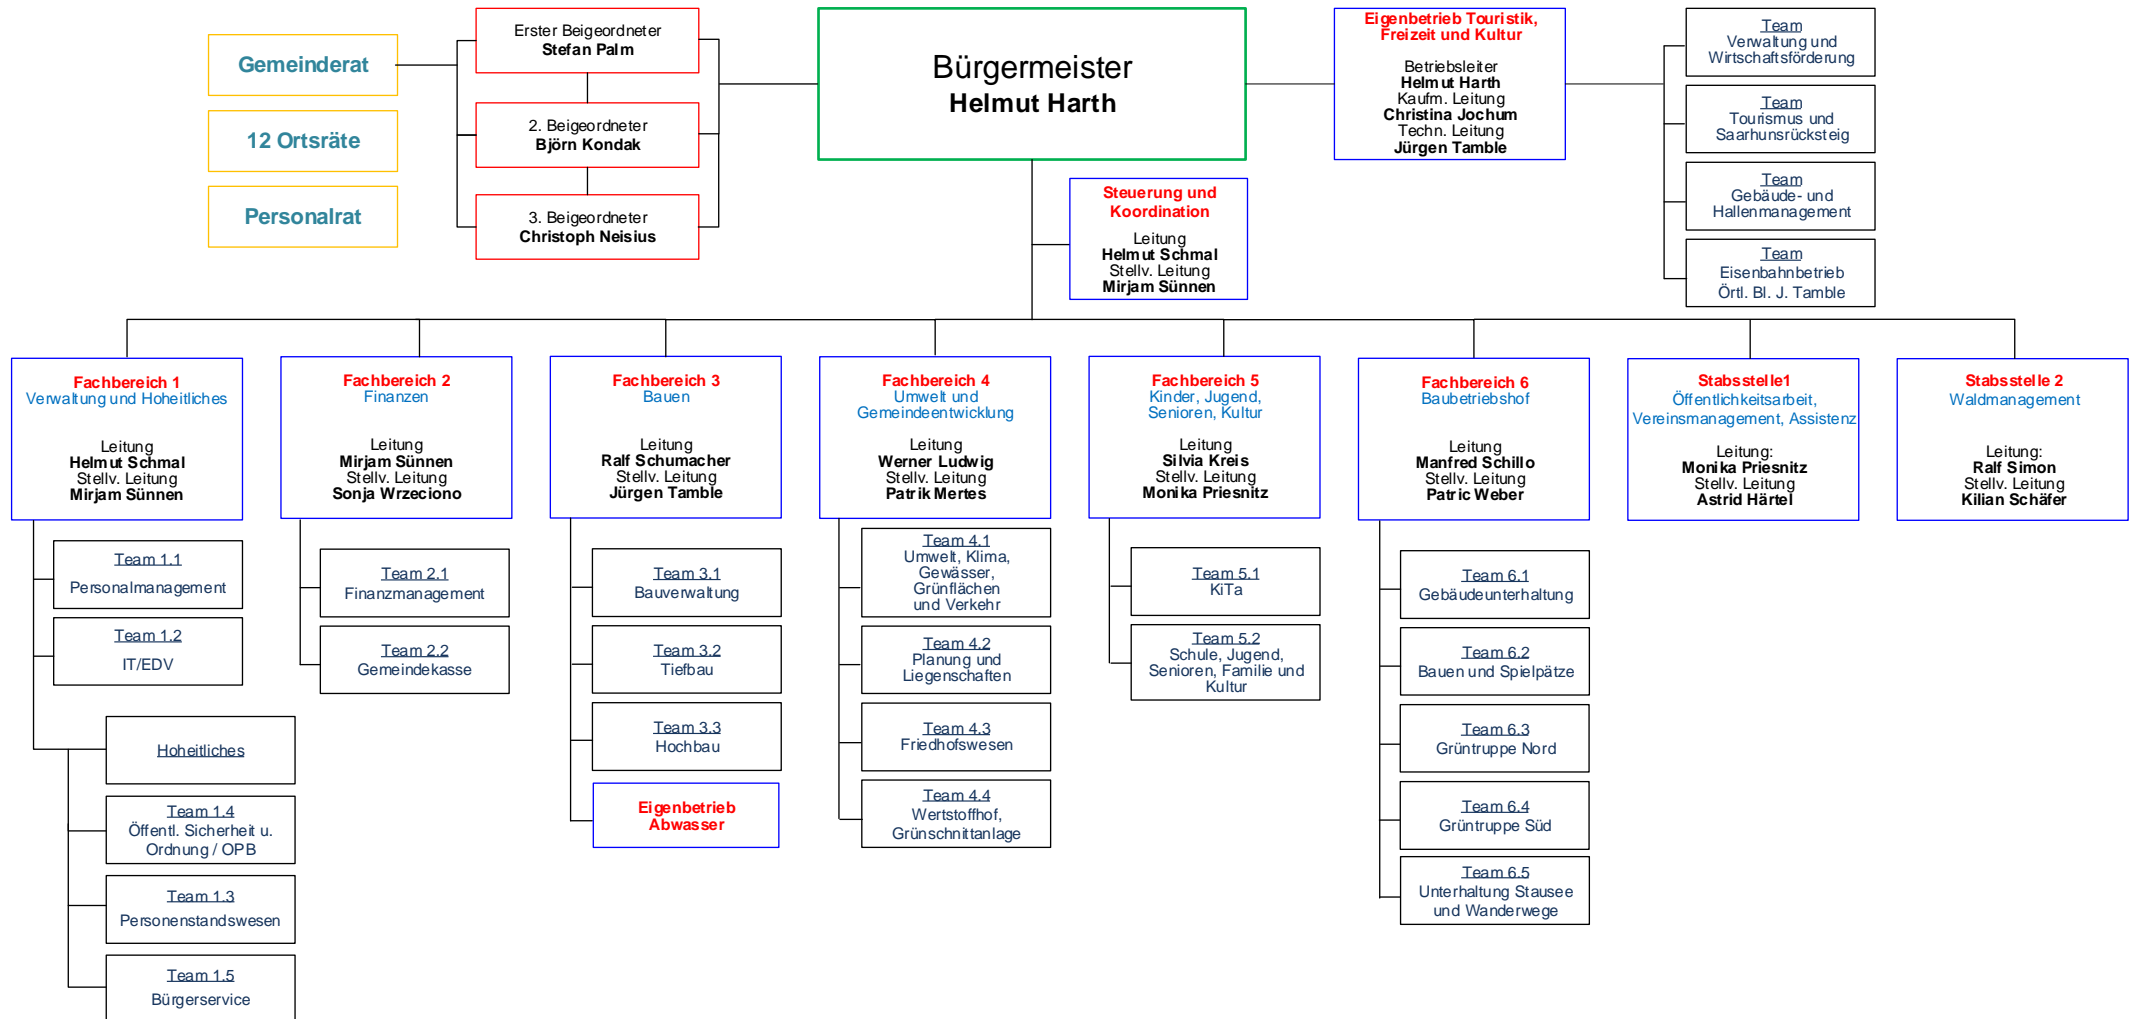 Gemeinderat
12 Ortsräte
Personalrat
Erster Beigeordneter
Stefan Palm
2. Beigeordneter
Björn Kondak
3. Beigeordneter
Christoph Neisius
Bürgermeister
Helmut Harth
Eigenbetrieb Touristik,
Freizeit und Kultur
Betriebsleiter
Helmut Harth
Kaufm. Leitung
Christina Jochum
Techn. Leitung
Jürgen Tamble
Team
Verwaltung und
Wirtschaftsförderung
Team
Tourismus und
Saarhunsrücksteig
Team
Gebäude- und
Hallenmanagement
Team
Eisenbahnbetrieb
Örtl. Bl. J. Tamble
Steuerung und
Koordination
Leitung
Helmut Schmal
Stellv. Leitung
Mirjam Sünnen
Fachbereich 1
Verwaltung und Hoheitliches
Leitung
Helmut Schmal
Stellv. Leitung
Mirjam Sünnen
Team 1.1
Personalmanagement
Team 1.2
IT/EDV
Hoheitliches
Team 1.4
Öffentl. Sicherheit u.
Ordnung / OPB
Team 1.3
Personenstandswesen
Team 1.5
Bürgerservice
Fachbereich 2
Finanzen
Leitung
Mirjam Sünnen
Stellv. Leitung
Sonja Wrzeciono
Team 2.1
Finanzmanagement
Team 2.2
Gemeindekasse
Fachbereich 3
Bauen
Leitung
Ralf Schumacher
Stellv. Leitung
Jürgen Tamble
Team 3.1
Bauverwaltung
Team 3.2
Tiefbau
Team 3.3
Hochbau
Eigenbetrieb
Abwasser
Fachbereich 4
Umwelt und
Gemeindeentwicklung
Leitung
Werner Ludwig
Stellv. Leitung
Patrik Mertes
Team 4.1
Umwelt, Klima,
Gewässer,
Grünflächen
und Verkehr
Team 4.2
Planung und
Liegenschaften
Team 4.3
Friedhofswesen
Team 4.4
Wertstoffhof,
Grünschnittanlage
Fachbereich 5
Kinder, Jugend,
Senioren, Kultur
Leitung
Silvia Kreis
Stellv. Leitung
Monika Priesnitz
Team 5.1
KiTa
Team 5.2
Schule, Jugend,
Senioren, Familie und
Kultur
Fachbereich 6
Baubetriebshof
Leitung
Manfred Schillo
Stellv. Leitung
Patric Weber
Team 6.1
Gebäudeunterhaltung
Team 6.2
Bauen und Spielpätze
Team 6.3
Grüntruppe Nord
Team 6.4
Grüntruppe Süd
Team 6.5
Unterhaltung Stausee
und Wanderwege
Stabsstelle1
Öffentlichkeitsarbeit,
Vereinsmanagement, Assistenz
Leitung:
Monika Priesnitz
Stellv. Leitung
Astrid Härtel
Stabsstelle 2
Waldmanagement
Leitung:
Ralf Simon
Stellv. Leitung
Kilian Schäfer